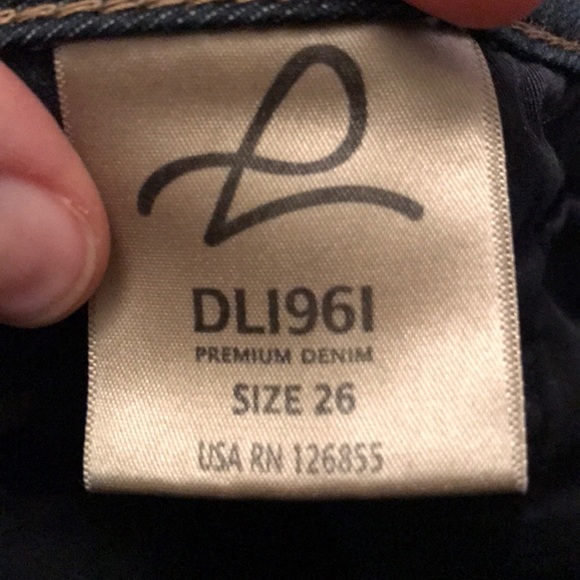 DL1961
PREMIUM DENIM
SIZE 26
USA RN 126855